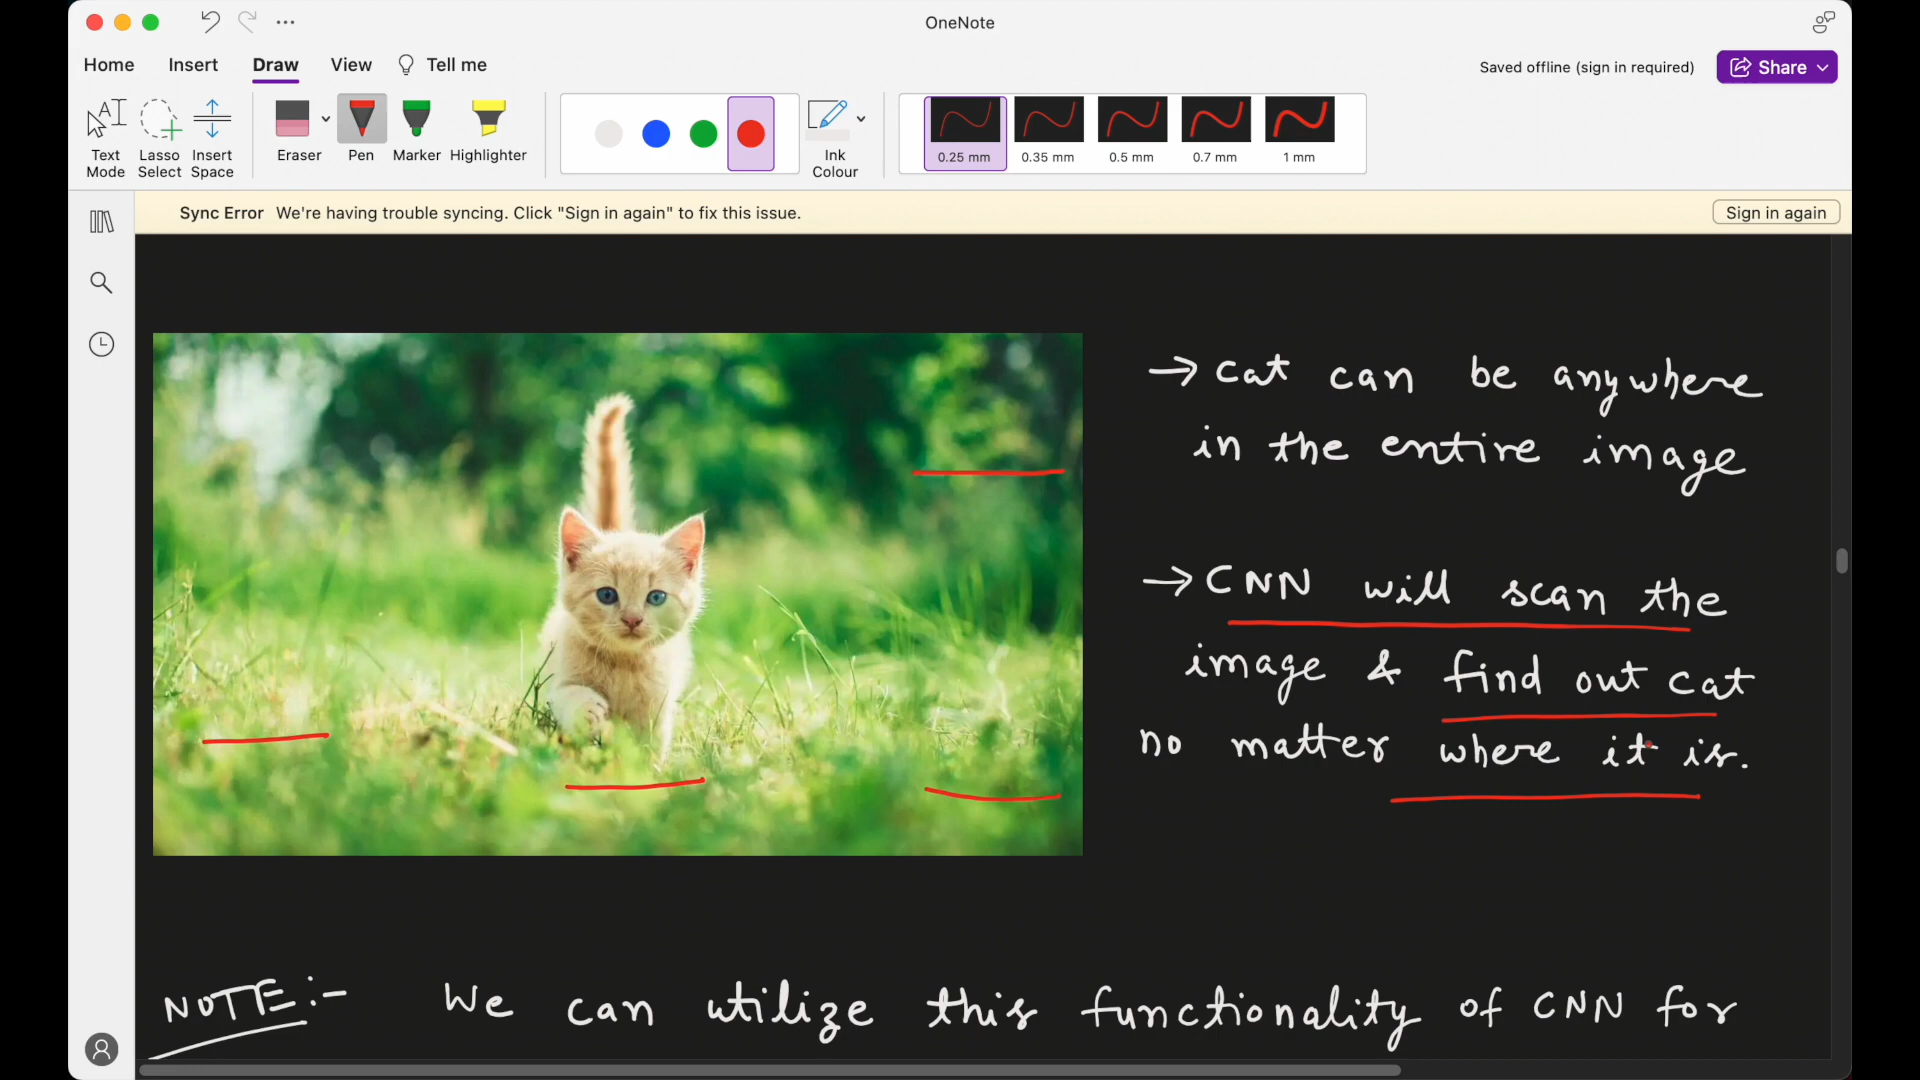 OneNote
Home Insert Draw View Tell me
Saved offline (sign in required) Share
Text Mode
Lasso Select
Insert Space
Eraser
Pen
Marker
Highlighter
Ink Colour
0.25 mm
0.35 mm
0.5 mm
0.7 mm
1 mm
Sync Error We're having trouble syncing. Click "Sign in again" to fix this issue.
Sign in again
→ cat can be anywhere
in the entire image
→ CNN will scan the
image & find out cat
no matter where it is.
NOTE:- We can utilize this functionality of CNN for